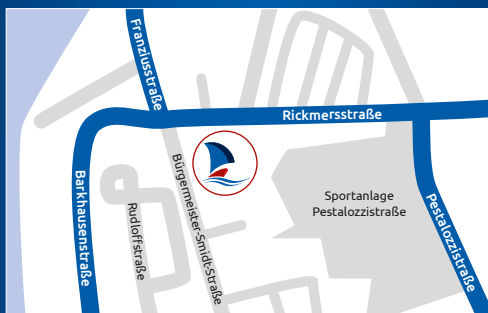 Franziusstraße
Rickmersstraße
Barkhausenstraße
Rudloffstraße
Bürgermeister-Smidt-Straße
Sportanlage
Pestalozzistraße
Pestalozzistraße